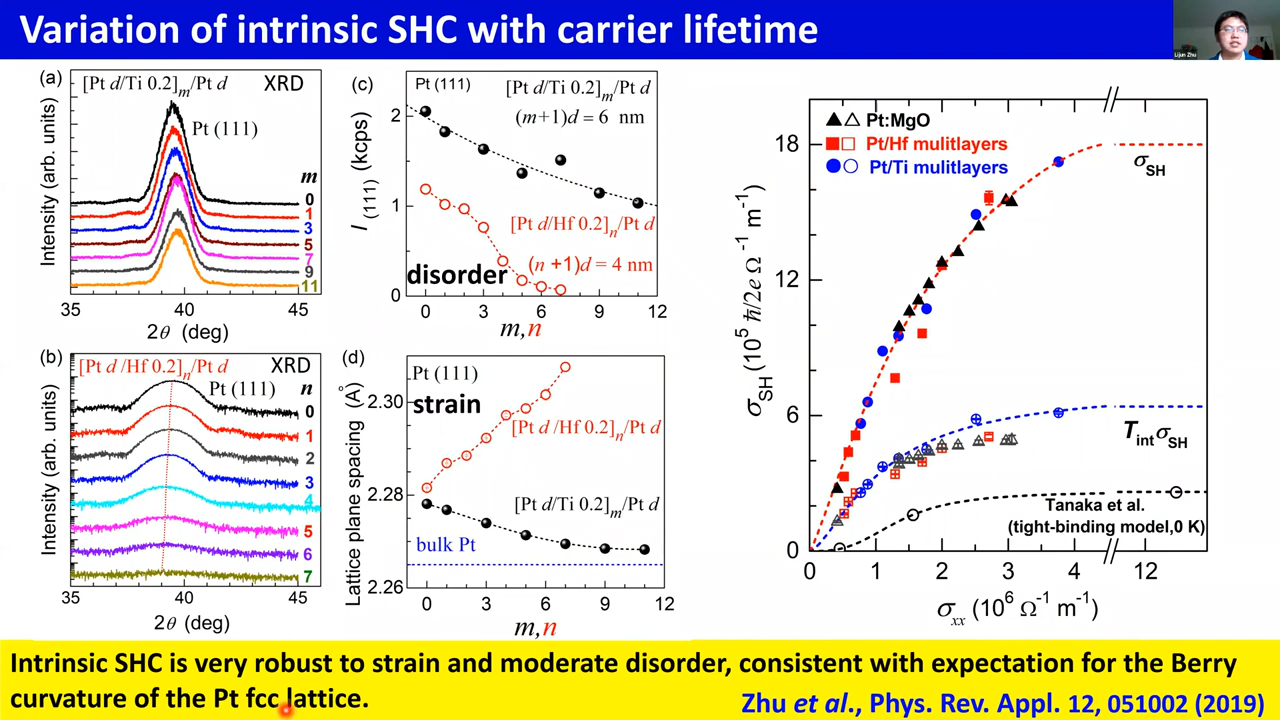 Variation of intrinsic SHC with carrier lifetime
Lijun Zhu
(a)
[Pt d/Ti 0.2]m/Pt d
XRD
Pt (111)
m
0
1
3
5
7
9
11
Intensity (arb. units)
35
40
45
2θ (deg)
(b)
[Pt d /Hf 0.2]n/Pt d
XRD
Pt (111)
n
0
1
2
3
4
5
6
7
Intensity (arb. units)
35
40
45
2θ (deg)
(c)
Pt (111)
[Pt d/Ti 0.2]m/Pt d
(m+1)d = 6 nm
[Pt d/Hf 0.2]n/Pt d
(n +1)d = 4 nm
disorder
I(111) (kcps)
2
1
0
0
3
6
9
12
m,n
(d)
Pt (111)
strain
[Pt d /Hf 0.2]n/Pt d
[Pt d/Ti 0.2]m/Pt d
bulk Pt
Lattice plane spacing (Å)
2.30
2.28
2.26
0
3
6
9
12
m,n
Pt:MgO
Pt/Hf mulitlayers
Pt/Ti mulitlayers
σSH
TintσSH
Tanaka et al.
(tight-binding model,0 K)
σSH (10⁵ ℏ/2e Ω⁻¹ m⁻¹)
18
12
6
0
0
1
2
3
4
12
σxx (10⁶ Ω⁻¹ m⁻¹)
Intrinsic SHC is very robust to strain and moderate disorder, consistent with expectation for the Berry
curvature of the Pt fcc lattice.
Zhu et al., Phys. Rev. Appl. 12, 051002 (2019)